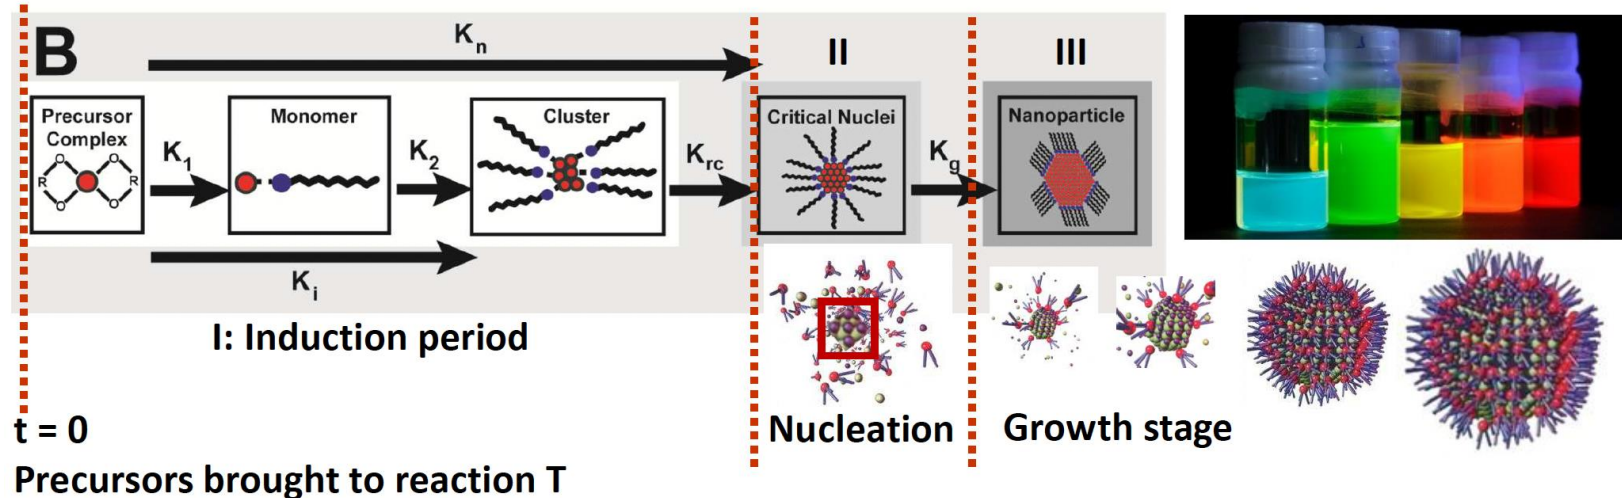 B
Kn
II
III
Precursor
Complex
O
O
R
R
O
O
K1
Monomer
K2
Cluster
Krc
Critical Nuclei
Kg
Nanoparticle
Ki
I: Induction period
Nucleation
Growth stage
t = 0
Precursors brought to reaction T